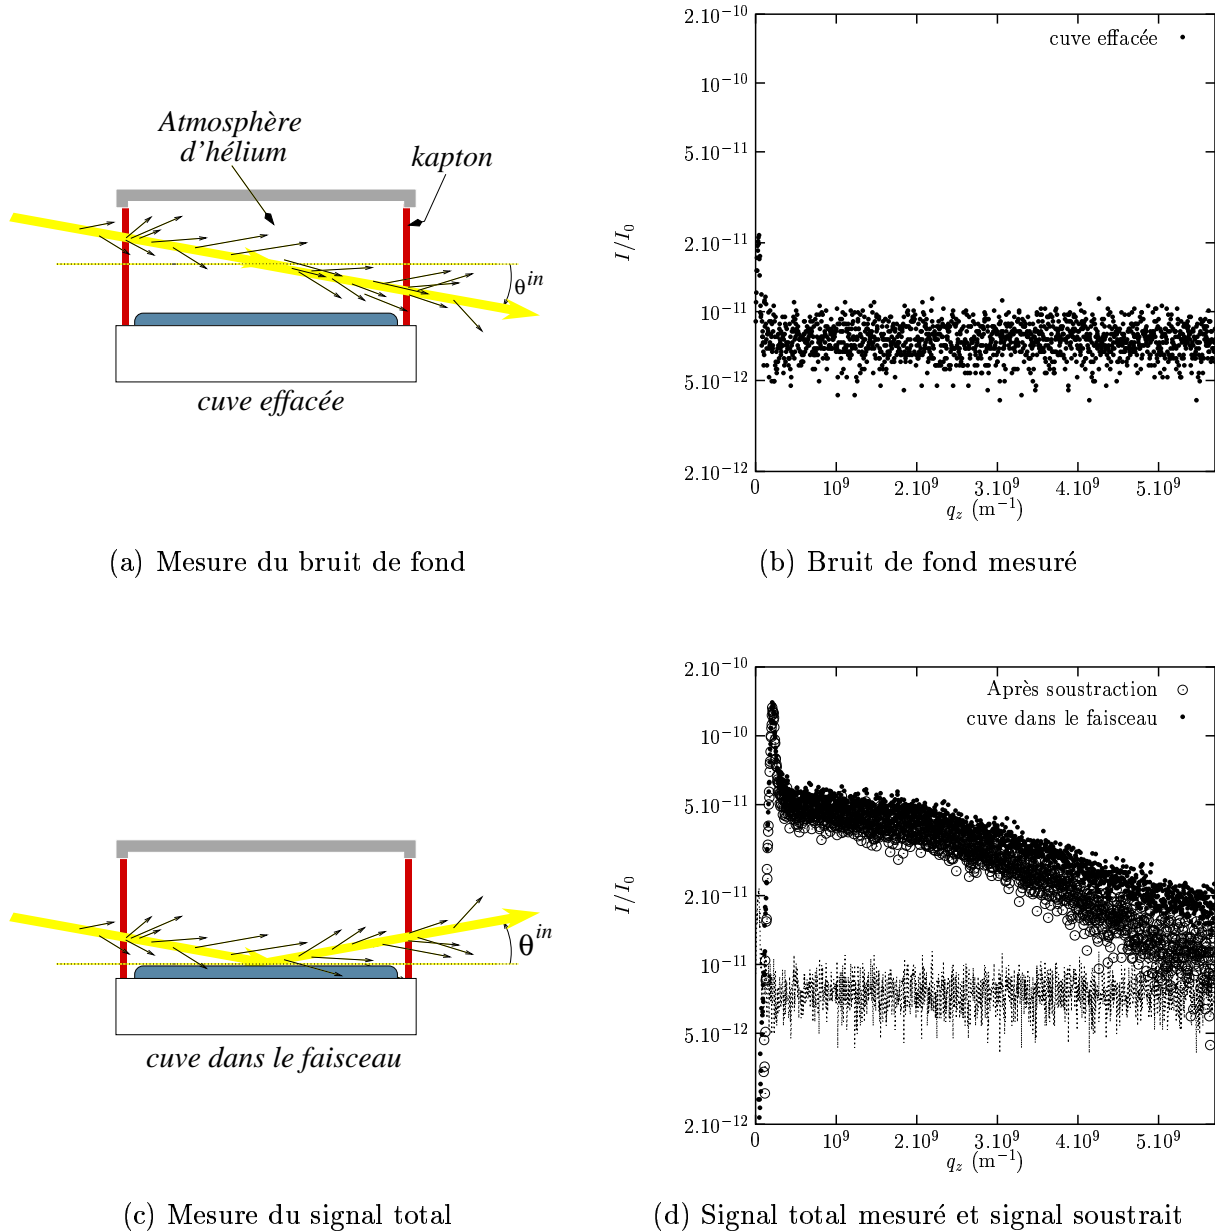 Atmosphère
d'hélium
kapton
θ^in
cuve effacée
(a) Mesure du bruit de fond
2.10^−10
10^−10
5.10^−11
2.10^−11
10^−11
5.10^−12
2.10^−12
I/I_0
cuve effacée
0 10^9 2.10^9 3.10^9 4.10^9 5.10^9
q_z (m^−1)
(b) Bruit de fond mesuré
θ^in
cuve dans le faisceau
(c) Mesure du signal total
2.10^−10
10^−10
5.10^−11
2.10^−11
10^−11
5.10^−12
2.10^−12
I/I_0
Après soustraction
cuve dans le faisceau
0 10^9 2.10^9 3.10^9 4.10^9 5.10^9
q_z (m^−1)
(d) Signal total mesuré et signal soustrait